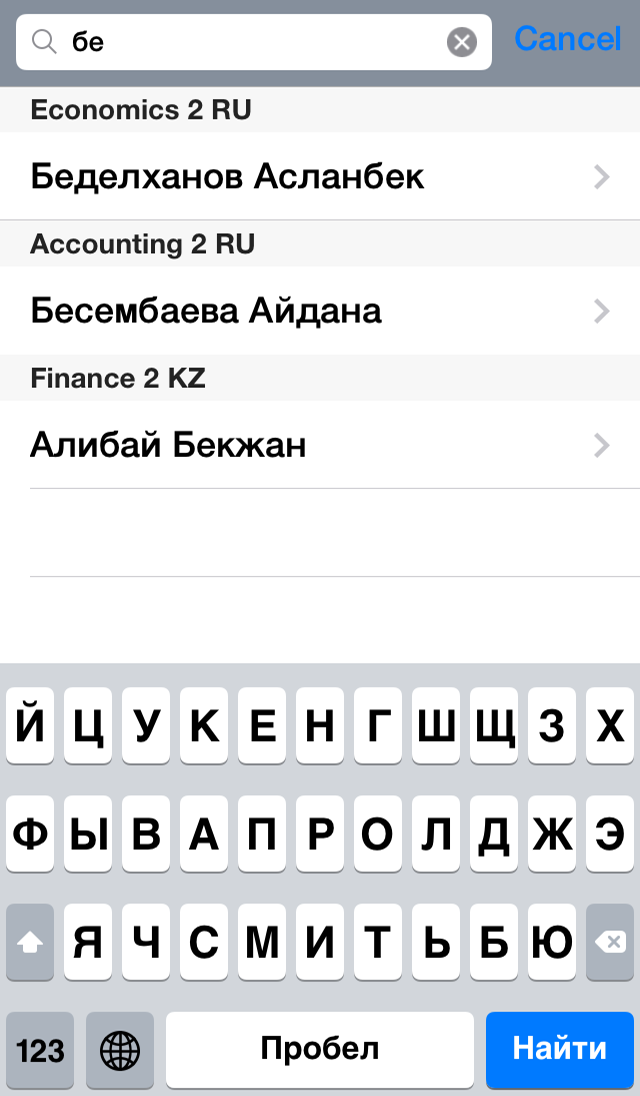 бе Cancel
Economics 2 RU
Беделханов Асланбек
Accounting 2 RU
Бесембаева Айдана
Finance 2 KZ
Алибай Бекжан
Й Ц У К Е Н Г Ш Щ З Х
Ф Ы В А П Р О Л Д Ж Э
Я Ч С М И Т Ь Б Ю
123 Пробел Найти